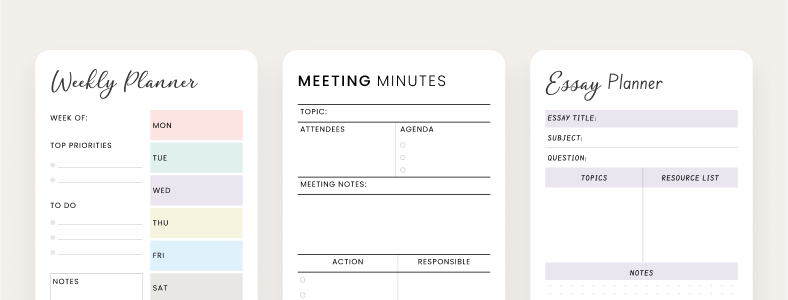 Weekly Planner
WEEK OF:
TOP PRIORITIES
TO DO
NOTES
MON
TUE
WED
THU
FRI
SAT
MEETING MINUTES
TOPIC:
ATTENDEES
AGENDA
MEETING NOTES:
ACTION
RESPONSIBLE
Essay Planner
ESSAY TITLE:
SUBJECT:
QUESTION:
TOPICS
RESOURCE LIST
NOTES